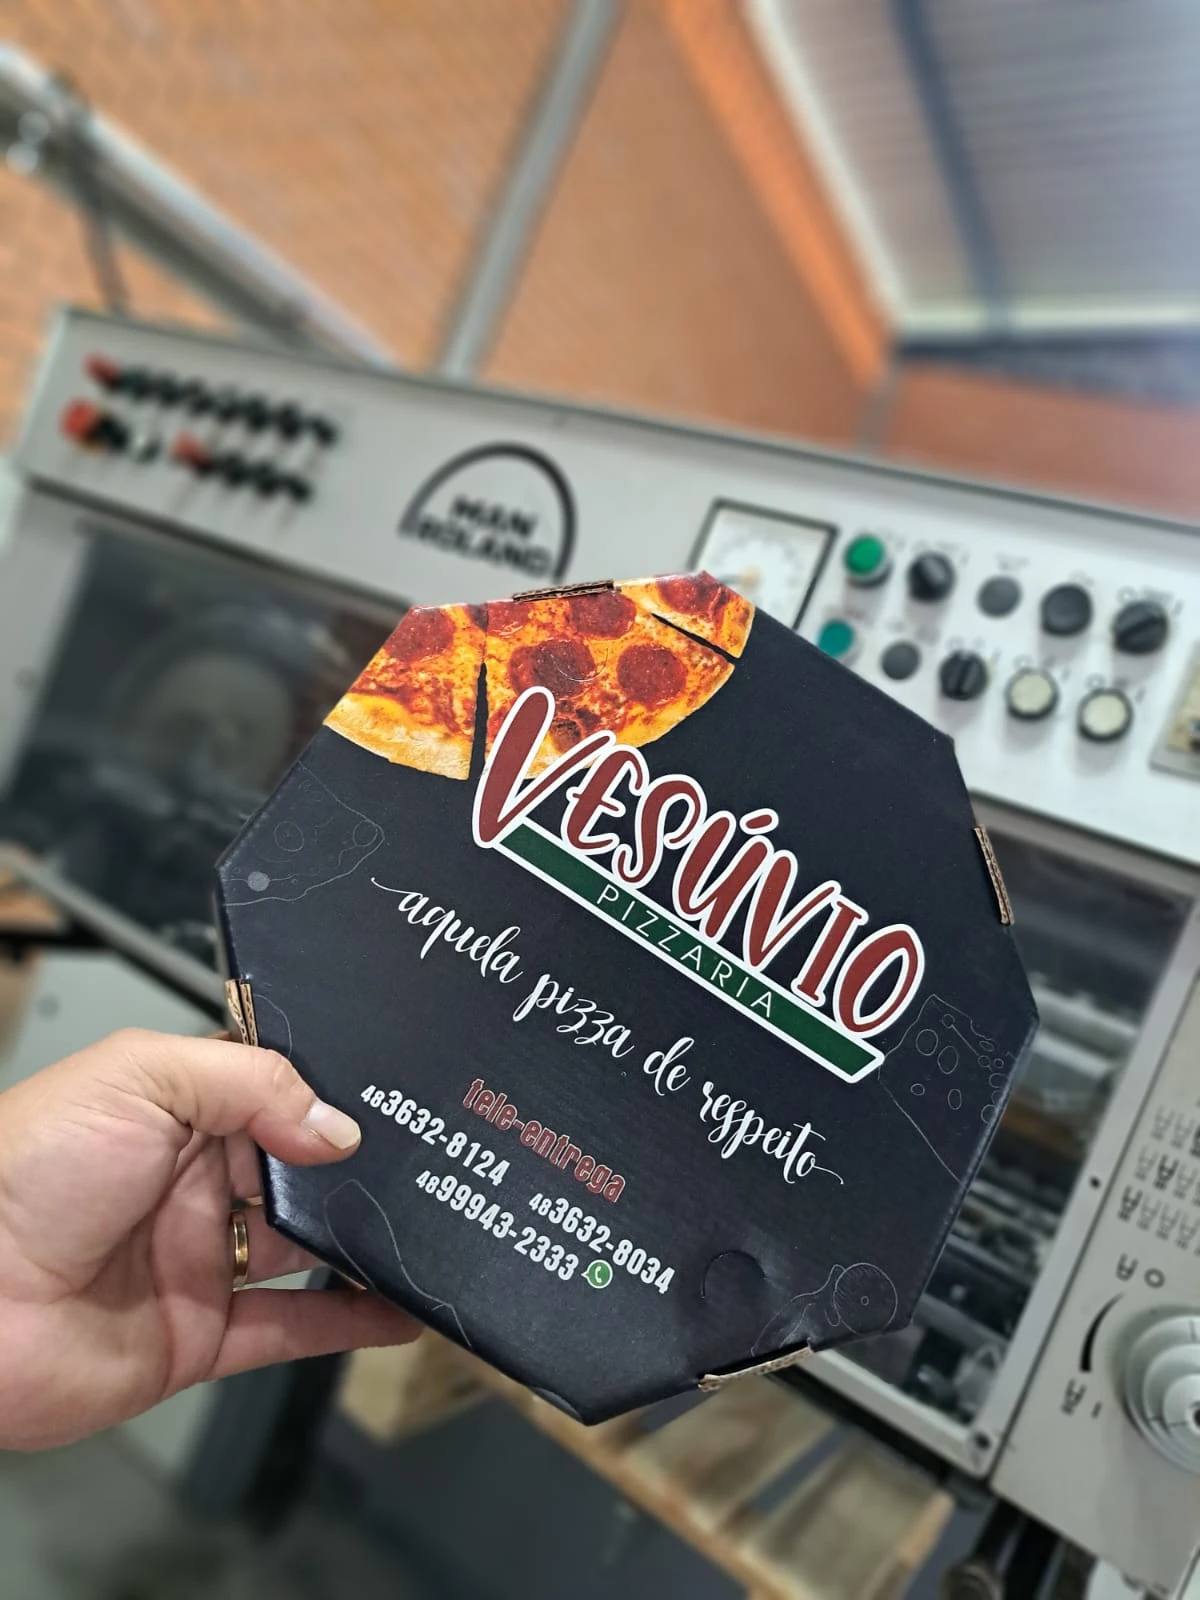 MAN
ROLAND
VESÚVIO
PIZZARIA
aquela pizza de respeito
tele-entrega
48 3632-8124 48 3632-8034
48 99943-2333